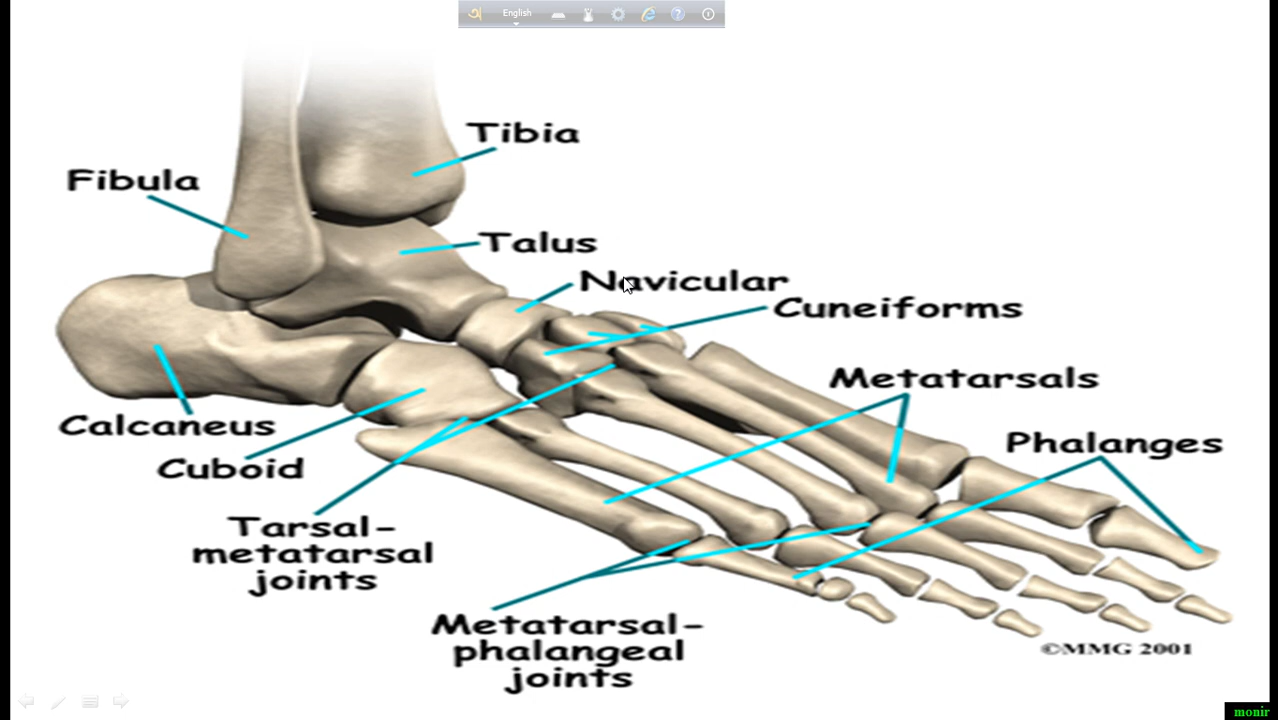 অ
English
Tibia
Fibula
Talus
Navicular
Cuneiforms
Metatarsals
Calcaneus
Phalanges
Cuboid
Tarsal-
metatarsal
joints
Metatarsal-
phalangeal
joints
©MMG 2001
monir